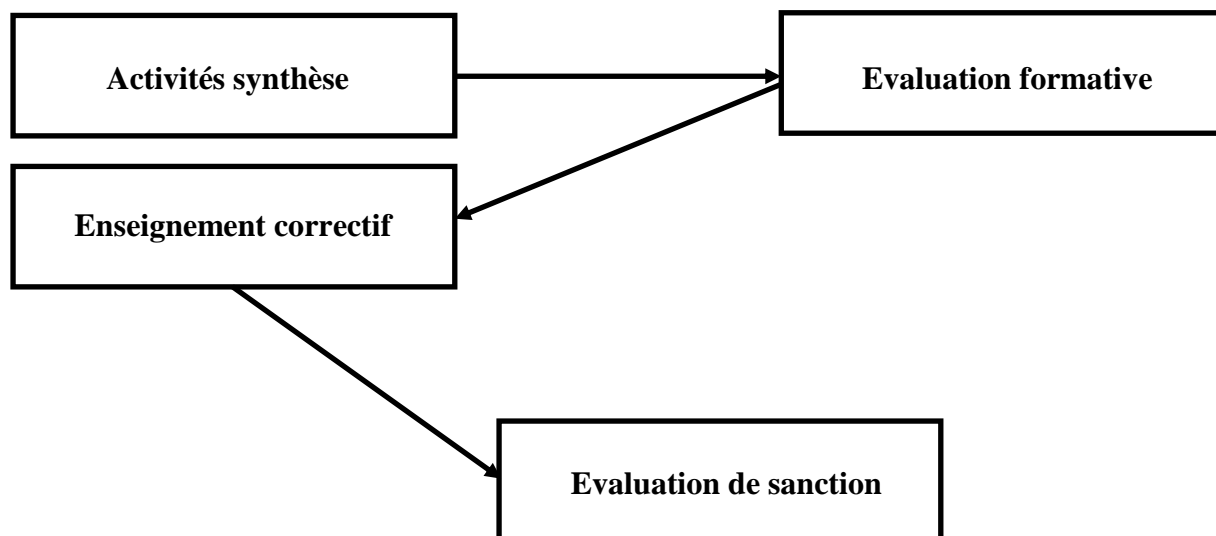 Activités synthèse
Evaluation formative
Enseignement correctif
Evaluation de sanction